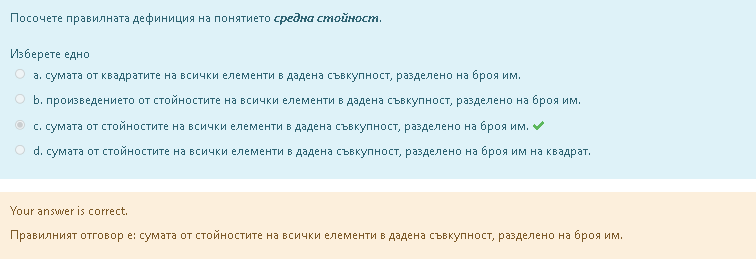 Посочете правилната дефиниция на понятието средна стойност.
Изберете едно
a. сумата от квадратите на всички елементи в дадена съвкупност, разделено на броя им.
b. произведението от стойностите на всички елементи в дадена съвкупност, разделено на броя им.
c. сумата от стойностите на всички елементи в дадена съвкупност, разделено на броя им.
d. сумата от стойностите на всички елементи в дадена съвкупност, разделено на броя им на квадрат.
Your answer is correct.
Правилният отговор е: сумата от стойностите на всички елементи в дадена съвкупност, разделено на броя им.